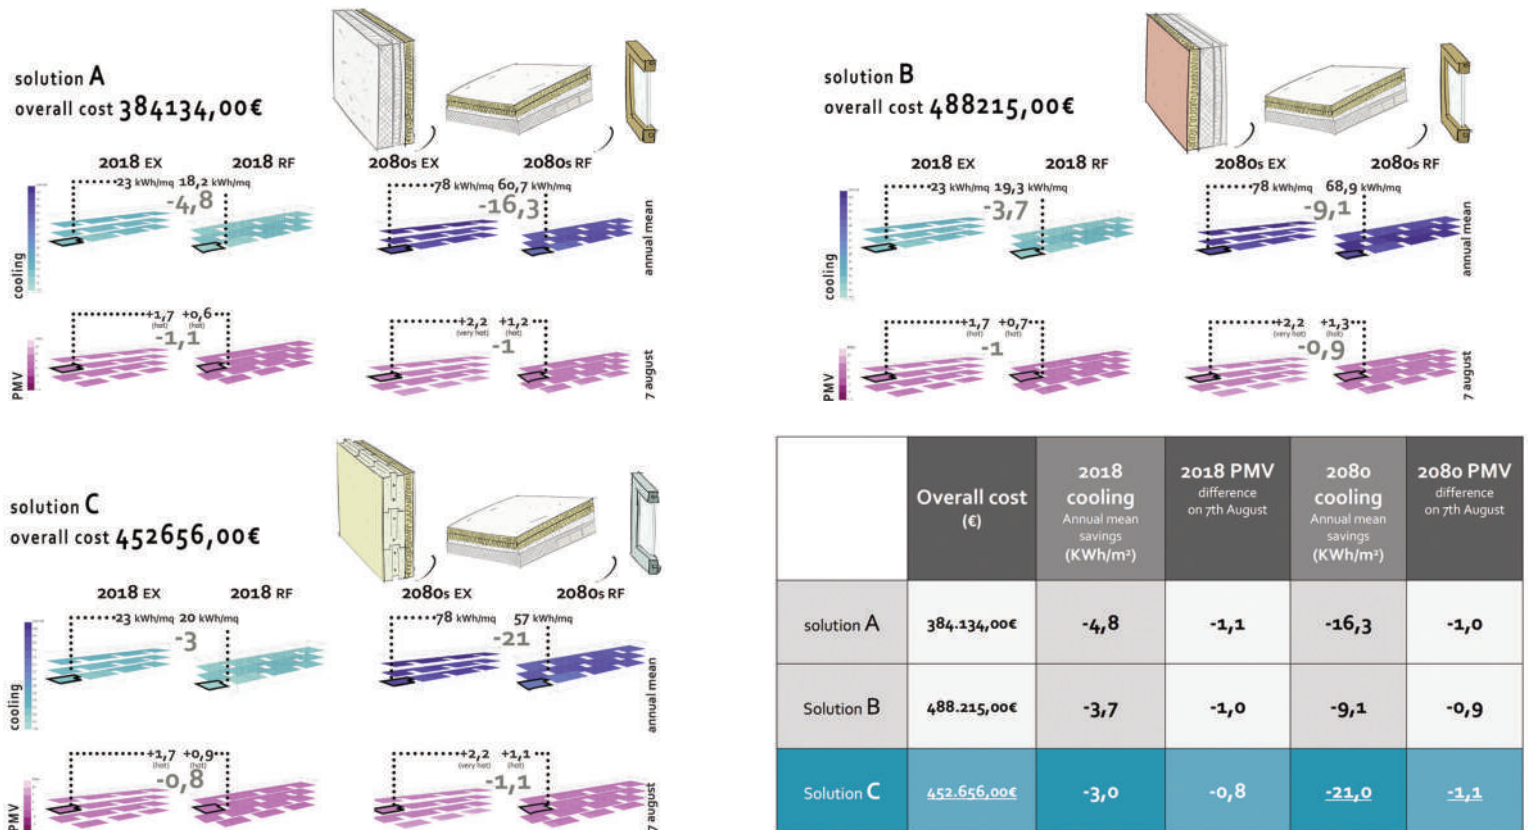 solution A
overall cost 384134,00€
2018 EX
2018 RF
2080s EX
2080s RF
23 kWh/mq 18,2 kWh/mq
-4,8
78 kWh/mq 60,7 kWh/mq
-16,3
cooling
annual mean
+1,7 +0,6
(hot) (hot)
-1,1
+2,2 +1,2
(very hot) (hot)
-1
PMV
7 august
solution B
overall cost 488215,00€
2018 EX
2018 RF
2080s EX
2080s RF
23 kWh/mq 19,3 kWh/mq
-3,7
78 kWh/mq 68,9 kWh/mq
-9,1
cooling
annual mean
+1,7 +0,7
(hot) (hot)
-1
+2,2 +1,3
(very hot) (hot)
-0,9
PMV
7 august
solution C
overall cost 452656,00€
2018 EX
2018 RF
2080s EX
2080s RF
23 kWh/mq 20 kWh/mq
-3
78 kWh/mq 57 kWh/mq
-21
cooling
annual mean
+1,7 +0,9
(hot) (hot)
-0,8
+2,2 +1,1
(very hot) (hot)
-1,1
PMV
7 august
Overall cost
(€)
2018
cooling
Annual mean
savings
(KWh/m²)
2018 PMV
difference
on 7th August
2080
cooling
Annual mean
savings
(KWh/m²)
2080 PMV
difference
on 7th August
solution A 384.134,00€ -4,8 -1,1 -16,3 -1,0
Solution B 488.215,00€ -3,7 -1,0 -9,1 -0,9
Solution C 452.656,00€ -3,0 -0,8 -21,0 -1,1